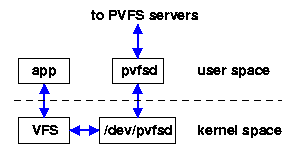 to PVFS servers
app
pvfsd
user space
VFS
/dev/pvfsd
kernel space